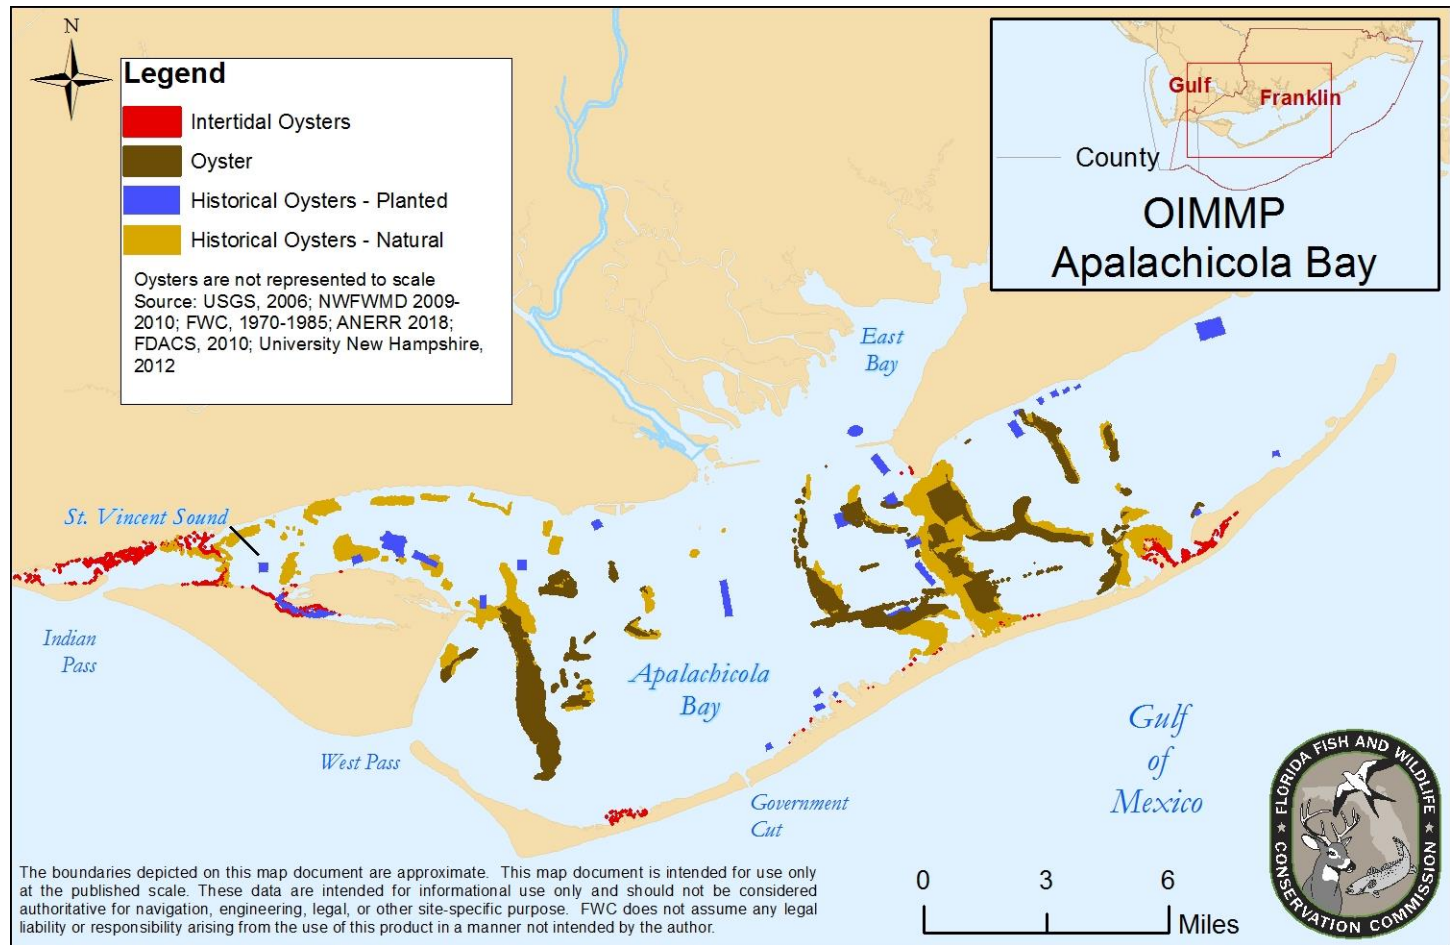 N
Legend
Intertidal Oysters
Oyster
Historical Oysters - Planted
Historical Oysters - Natural
Oysters are not represented to scale
Source: USGS, 2006; NWFWMD 2009-
2010; FWC, 1970-1985; ANERR 2018;
FDACS, 2010; University New Hampshire,
2012
Gulf
Franklin
County
OIMMP
Apalachicola Bay
East
Bay
St. Vincent Sound
Indian
Pass
Apalachicola
Bay
West Pass
Government
Cut
Gulf
of
Mexico
FLORIDA FISH AND WILDLIFE
CONSERVATION COMMISSION
The boundaries depicted on this map document are approximate. This map document is intended for use only
at the published scale. These data are intended for informational use only and should not be considered
authoritative for navigation, engineering, legal, or other site-specific purpose. FWC does not assume any legal
liability or responsibility arising from the use of this product in a manner not intended by the author.
0 3 6
Miles